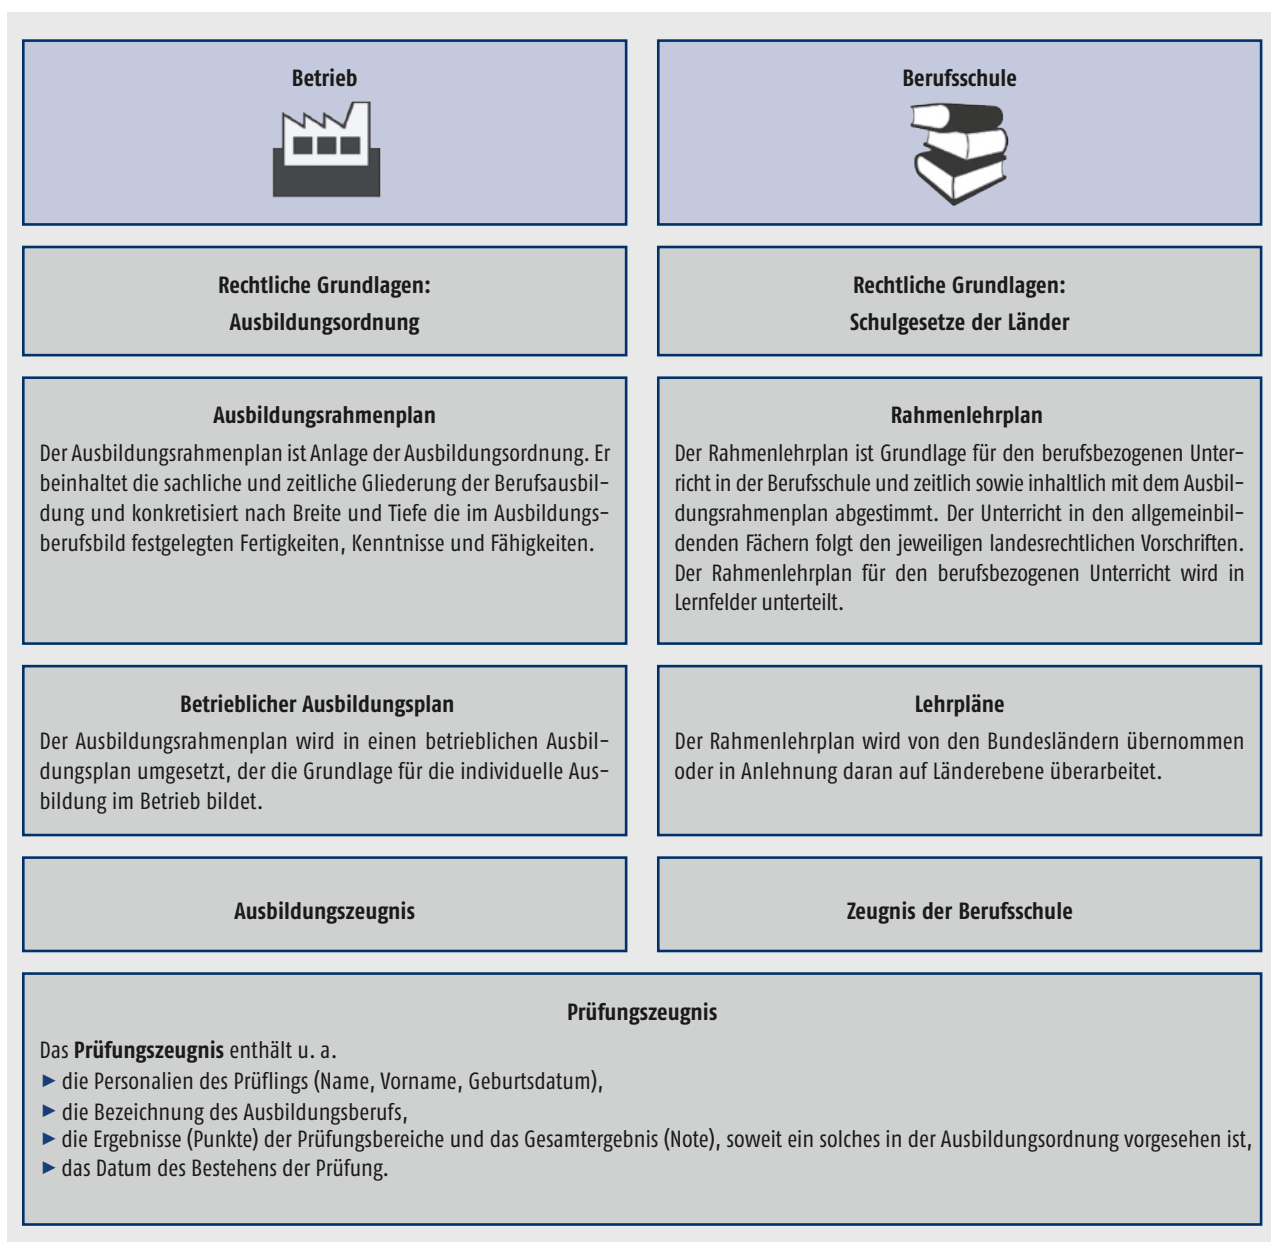 Betrieb
Berufsschule
Rechtliche Grundlagen:
Ausbildungsordnung
Rechtliche Grundlagen:
Schulgesetze der Länder
Ausbildungsrahmenplan
Der Ausbildungsrahmenplan ist Anlage der Ausbildungsordnung. Er
beinhaltet die sachliche und zeitliche Gliederung der Berufsausbil-
dung und konkretisiert nach Breite und Tiefe die im Ausbildungs-
berufsbild festgelegten Fertigkeiten, Kenntnisse und Fähigkeiten.
Rahmenlehrplan
Der Rahmenlehrplan ist Grundlage für den berufsbezogenen Unter-
richt in der Berufsschule und zeitlich sowie inhaltlich mit dem Ausbil-
dungsrahmenplan abgestimmt. Der Unterricht in den allgemeinbil-
denden Fächern folgt den jeweiligen landesrechtlichen Vorschriften.
Der Rahmenlehrplan für den berufsbezogenen Unterricht wird in
Lernfelder unterteilt.
Betrieblicher Ausbildungsplan
Der Ausbildungsrahmenplan wird in einen betrieblichen Ausbil-
dungsplan umgesetzt, der die Grundlage für die individuelle Aus-
bildung im Betrieb bildet.
Lehrpläne
Der Rahmenlehrplan wird von den Bundesländern übernommen
oder in Anlehnung daran auf Länderebene überarbeitet.
Ausbildungszeugnis
Zeugnis der Berufsschule
Prüfungszeugnis
Das Prüfungszeugnis enthält u. a.
▶ die Personalien des Prüflings (Name, Vorname, Geburtsdatum),
▶ die Bezeichnung des Ausbildungsberufs,
▶ die Ergebnisse (Punkte) der Prüfungsbereiche und das Gesamtergebnis (Note), soweit ein solches in der Ausbildungsordnung vorgesehen ist,
▶ das Datum des Bestehens der Prüfung.